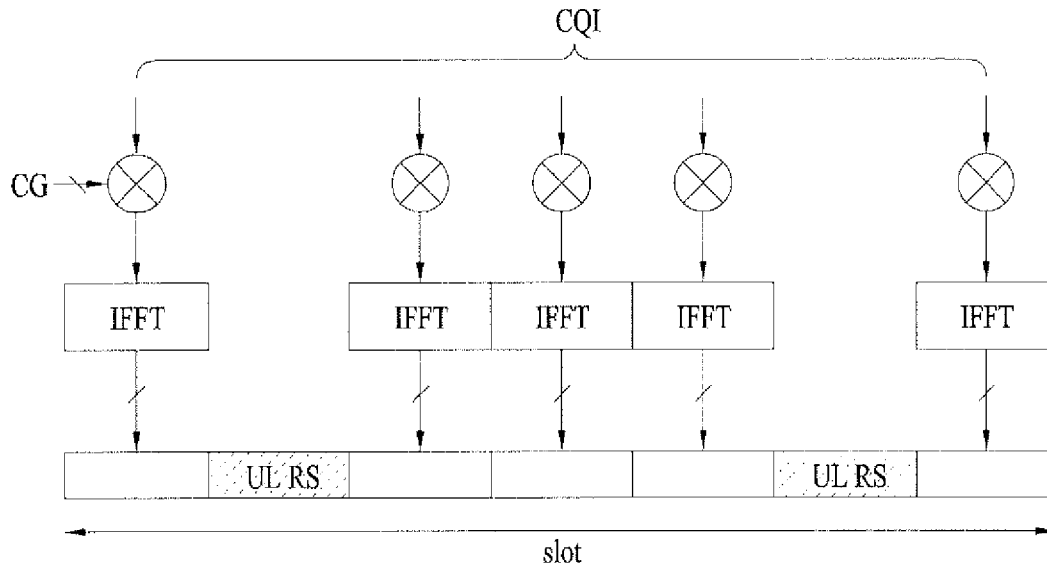 CQI
CG
IFFT IFFT IFFT IFFT IFFT
UL RS UL RS
slot